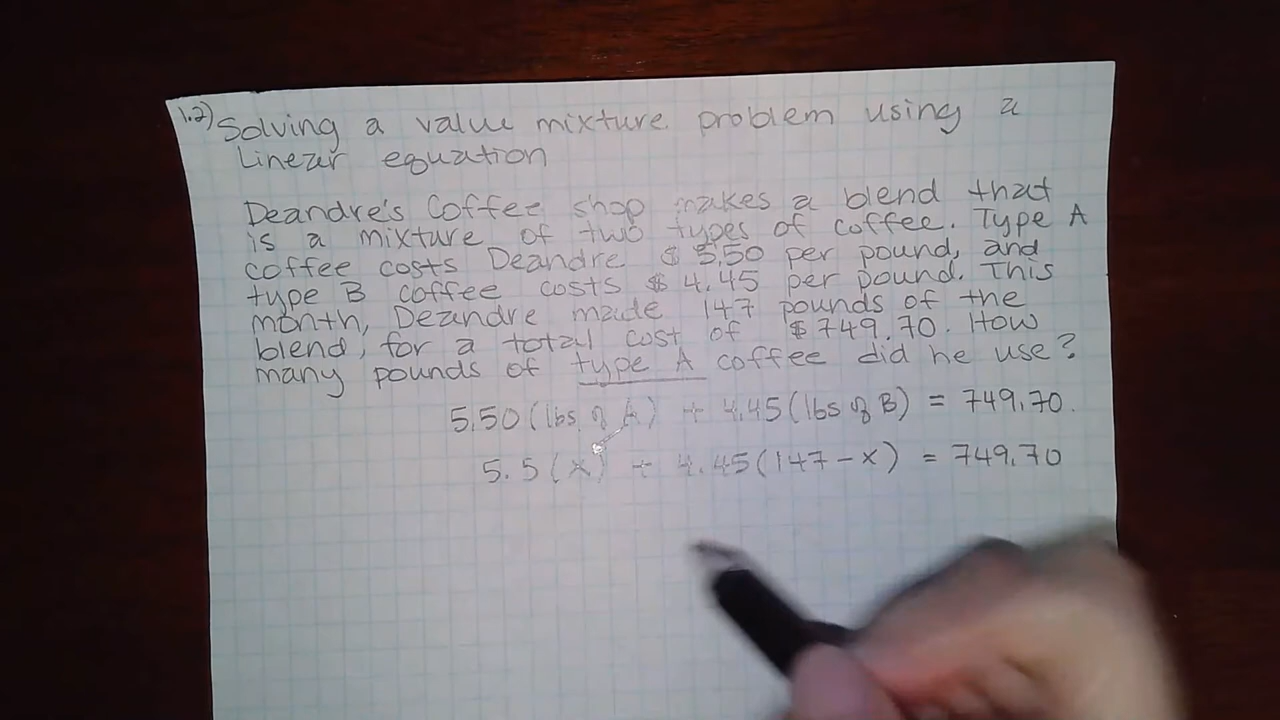 1.2) Solving a value mixture problem using a
Linear equation
Deandre's Coffee shop makes a blend that
is a mixture of two types of coffee. Type A
coffee costs Deandre $5.50 per pound, and
type B coffee costs $4.45 per pound. This
month, Deandre made 147 pounds of the
blend, for a total cost of $749.70. How
many pounds of type A coffee did he use?
5.50(lbs of A) + 4.45(lbs of B) = 749.70.
5.5(x) + 4.45(147-x) = 749.70